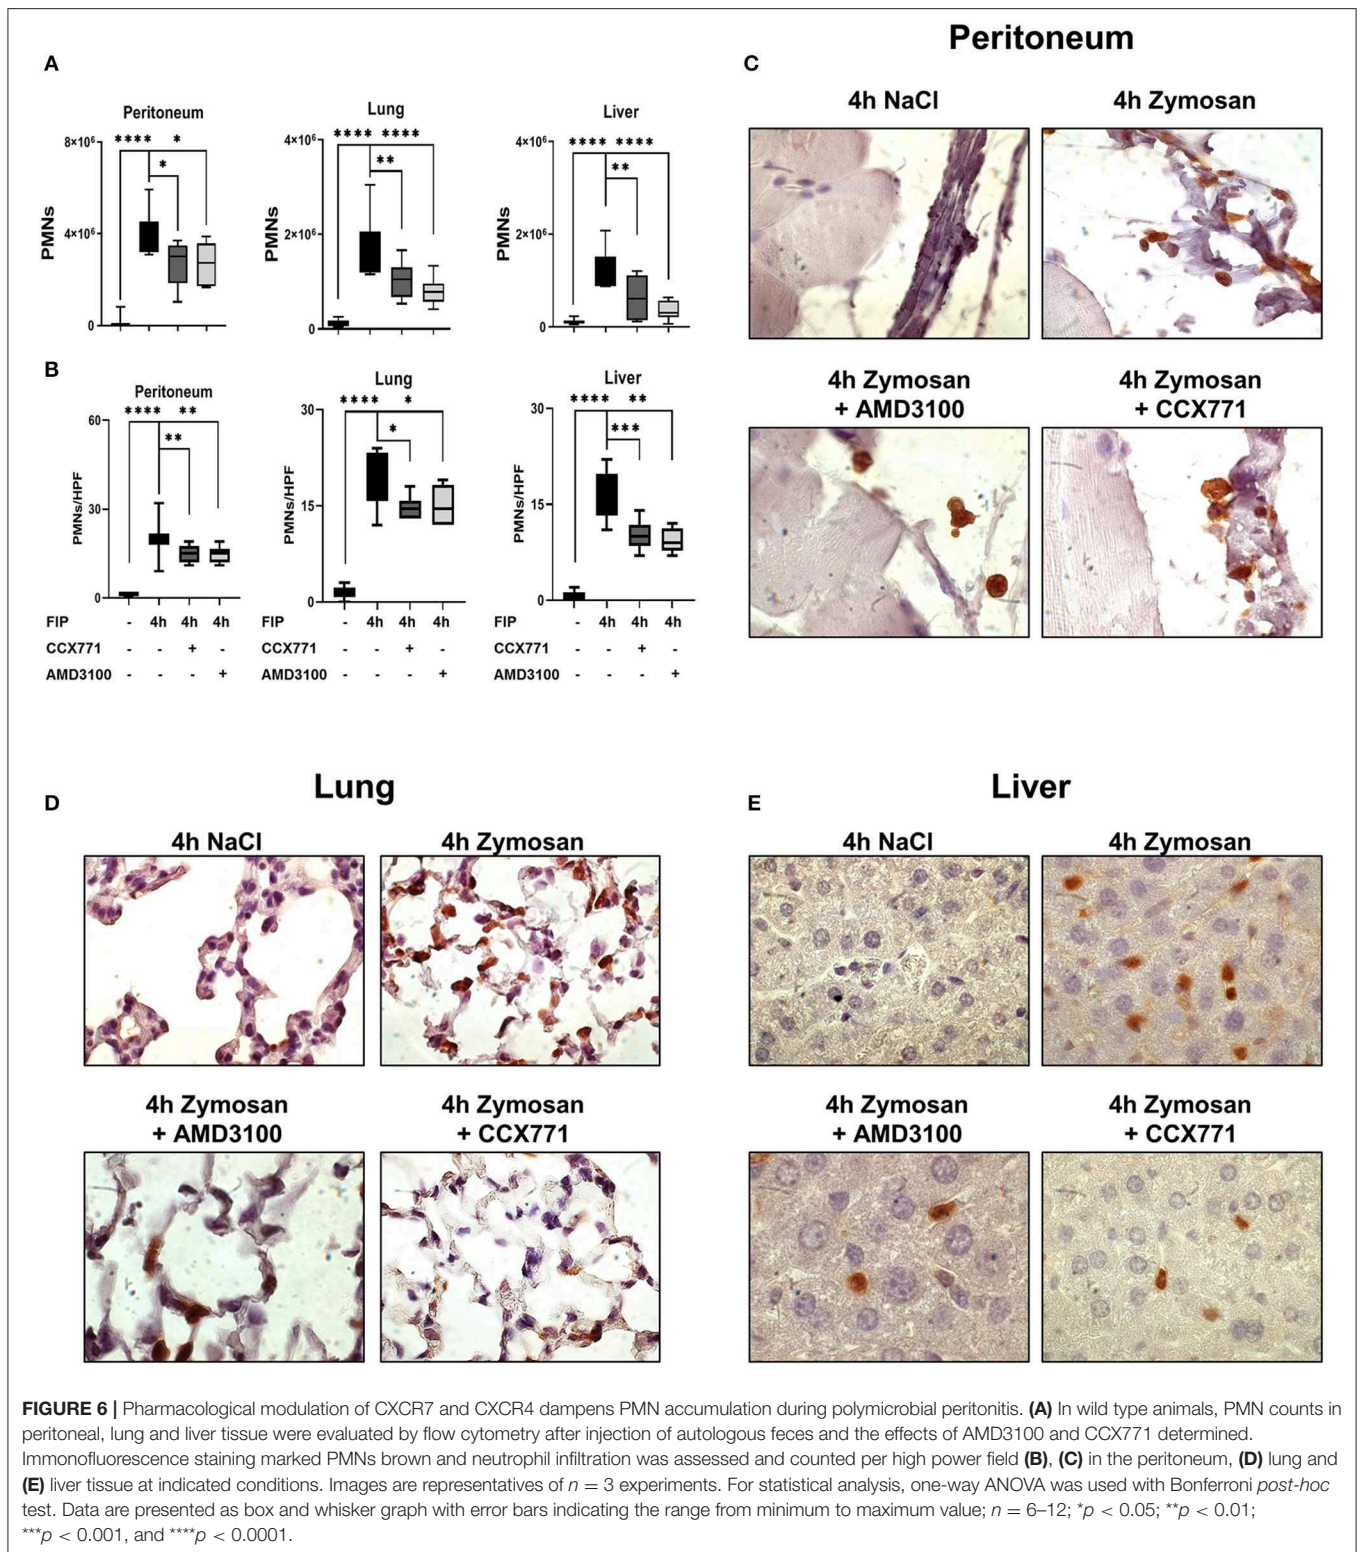 A
Peritoneum
8×10⁶
4×10⁶
0
PMNs
**** *
*
Lung
4×10⁶
2×10⁶
0
PMNs
**** ****
**
Liver
4×10⁶
2×10⁶
0
PMNs
**** ****
**
B
Peritoneum
60
30
0
PMNs/HPF
**** **
**
Lung
30
15
0
PMNs/HPF
**** *
*
Liver
30
15
0
PMNs/HPF
**** **
***
FIP - 4h 4h 4h FIP - 4h 4h 4h FIP - 4h 4h 4h
CCX771 - - + - CCX771 - - + - CCX771 - - + -
AMD3100 - - - + AMD3100 - - - + AMD3100 - - - +
Peritoneum
C
4h NaCl 4h Zymosan
4h Zymosan 4h Zymosan
+ AMD3100 + CCX771
Lung
D
4h NaCl 4h Zymosan
4h Zymosan 4h Zymosan
+ AMD3100 + CCX771
Liver
E
4h NaCl 4h Zymosan
4h Zymosan 4h Zymosan
+ AMD3100 + CCX771
FIGURE 6 | Pharmacological modulation of CXCR7 and CXCR4 dampens PMN accumulation during polymicrobial peritonitis. (A) In wild type animals, PMN counts in
peritoneal, lung and liver tissue were evaluated by flow cytometry after injection of autologous feces and the effects of AMD3100 and CCX771 determined.
Immonofluorescence staining marked PMNs brown and neutrophil infiltration was assessed and counted per high power field (B), (C) in the peritoneum, (D) lung and
(E) liver tissue at indicated conditions. Images are representatives of n = 3 experiments. For statistical analysis, one-way ANOVA was used with Bonferroni post-hoc
test. Data are presented as box and whisker graph with error bars indicating the range from minimum to maximum value; n = 6–12; *p < 0.05; **p < 0.01;
***p < 0.001, and ****p < 0.0001.